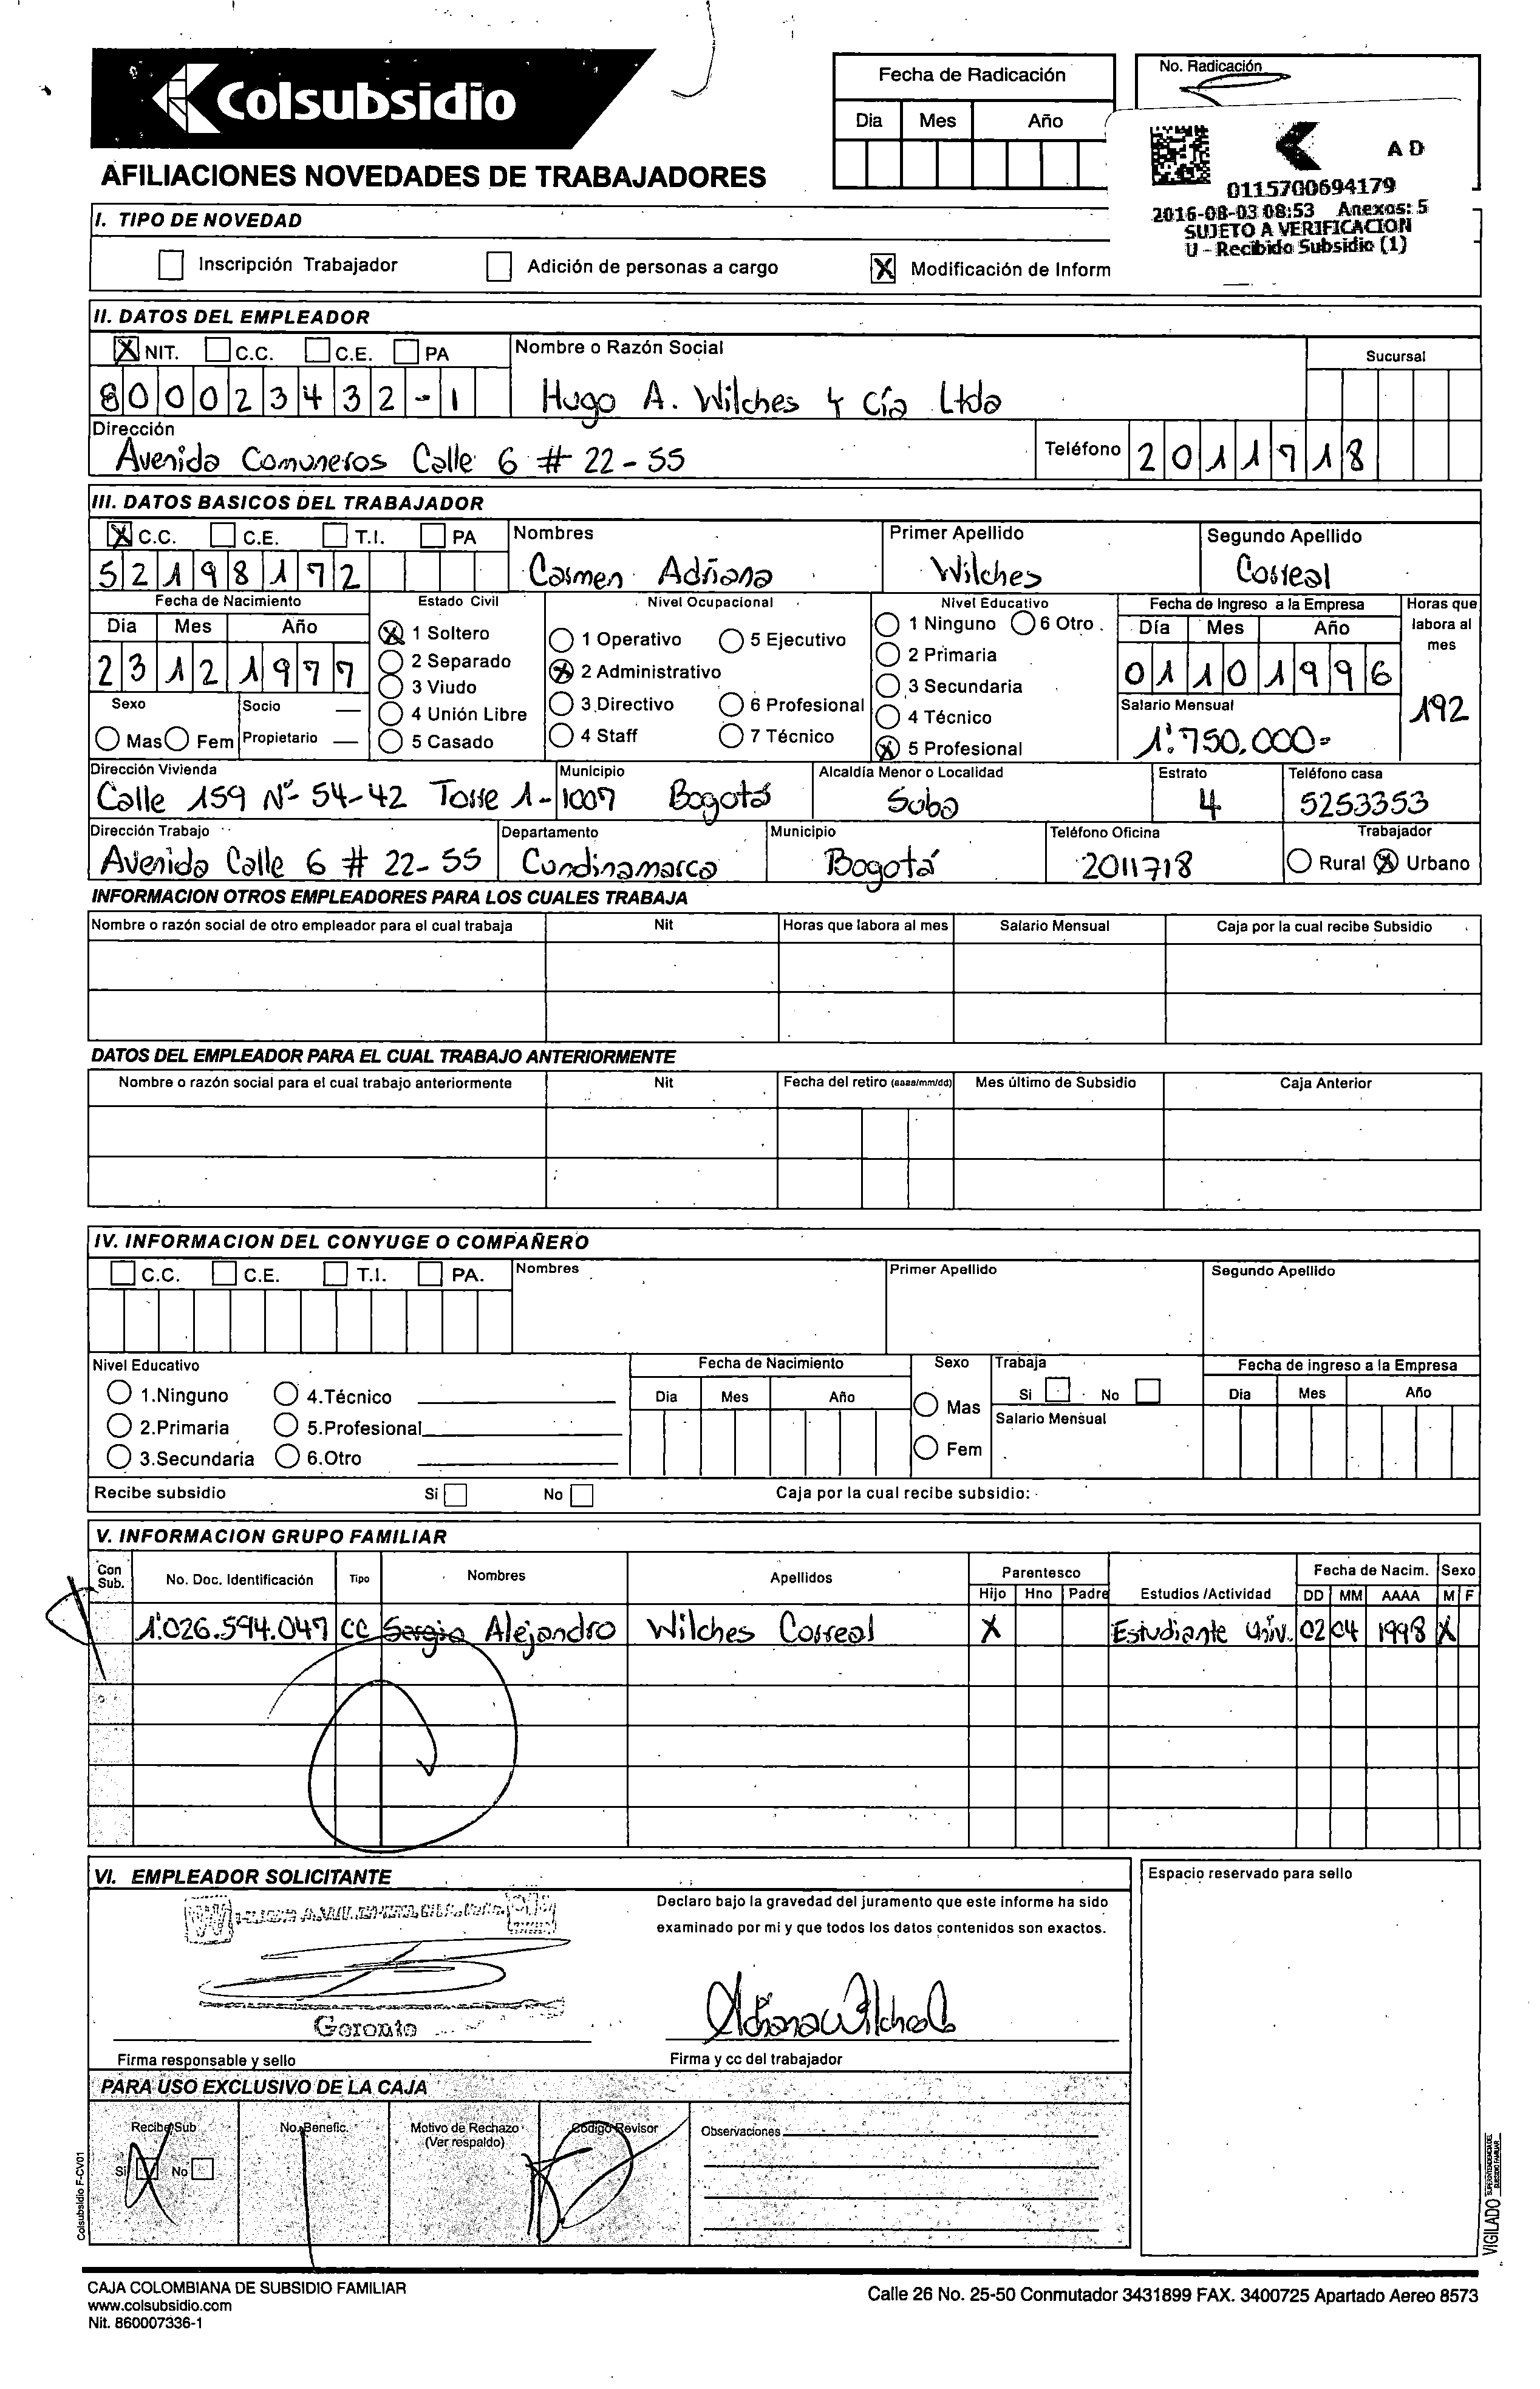 Colsubsidio
AFILIACIONES NOVEDADES DE TRABAJADORES
Fecha de Radicación
Dia Mes Año
No. Radicación
A D
0115700694179
2016-08-03 08:53 Anexos: 5
SUJETO A VERIFICACION
U - Recibido Subsidio (1)
I. TIPO DE NOVEDAD
Inscripción Trabajador Adición de personas a cargo X Modificación de Inform
II. DATOS DEL EMPLEADOR
X NIT. C.C. C.E. PA Nombre o Razón Social Sucursal
800023432-1 Hugo A. Wilches y Cía Ltda
Dirección
Avenida Comuneros Calle 6 # 22-55 Teléfono 2011718
III. DATOS BASICOS DEL TRABAJADOR
X C.C. C.E. T.I. PA Nombres Primer Apellido Segundo Apellido
52198172 Carmen Adriana Wilches Correal
Fecha de Nacimiento Estado Civil Nivel Ocupacional Nivel Educativo Fecha de Ingreso a la Empresa Horas que labora al mes
Dia Mes Año X 1 Soltero 1 Operativo 5 Ejecutivo 1 Ninguno 6 Otro Día Mes Año
23 12 1977 2 Separado X 2 Administrativo 2 Primaria 01 10 1996
3 Viudo 3 Secundaria
Sexo Socio 4 Unión Libre 3 Directivo 6 Profesional 4 Técnico Salario Mensual 192
Mas Fem Propietario 5 Casado 4 Staff 7 Técnico X 5 Profesional 1'.750.000=
Dirección Vivienda Municipio Alcaldía Menor o Localidad Estrato Teléfono casa
Calle 159 Nº 54-42 Torre 1-1007 Bogotá Suba 4 5253353
Dirección Trabajo Departamento Municipio Teléfono Oficina Trabajador
Avenida Calle 6 # 22-55 Cundinamarca Bogotá 2011718 Rural X Urbano
INFORMACION OTROS EMPLEADORES PARA LOS CUALES TRABAJA
Nombre o razón social de otro empleador para el cual trabaja Nit Horas que labora al mes Salario Mensual Caja por la cual recibe Subsidio
DATOS DEL EMPLEADOR PARA EL CUAL TRABAJO ANTERIORMENTE
Nombre o razón social para el cual trabajo anteriormente Nit Fecha del retiro (aaaa/mm/dd) Mes último de Subsidio Caja Anterior
IV. INFORMACION DEL CONYUGE O COMPAÑERO
C.C. C.E. T.I. PA. Nombres Primer Apellido Segundo Apellido
Nivel Educativo Fecha de Nacimiento Sexo Trabaja Fecha de ingreso a la Empresa
1.Ninguno 4.Técnico Dia Mes Año Mas Si No Dia Mes Año
2.Primaria 5.Profesional Salario Mensual
3.Secundaria 6.Otro Fem
Recibe subsidio Si No Caja por la cual recibe subsidio:
V. INFORMACION GRUPO FAMILIAR
Con Sub. No. Doc. Identificación Tipo Nombres Apellidos Parentesco Estudios /Actividad Fecha de Nacim. Sexo
Hijo Hno Padre DD MM AAAA M F
1'026.594.047 CC Sergio Alejandro Wilches Correal X Estudiante Univ. 02 04 1998 X
VI. EMPLEADOR SOLICITANTE
Declaro bajo la gravedad del juramento que este informe ha sido
examinado por mi y que todos los datos contenidos son exactos.
Gerente
Adriana Wilches C
Firma responsable y sello Firma y cc del trabajador
Espacio reservado para sello
PARA USO EXCLUSIVO DE LA CAJA
Recibe Sub No. Benefic. Motivo de Rechazo Código Revisor Observaciones
(Ver respaldo)
Si No
Colsubsidio F-CV01
VIGILADO SUPERINTENDENCIA DEL SUBSIDIO FAMILIAR
CAJA COLOMBIANA DE SUBSIDIO FAMILIAR
www.colsubsidio.com
Nit. 860007336-1
Calle 26 No. 25-50 Conmutador 3431899 FAX. 3400725 Apartado Aereo 8573